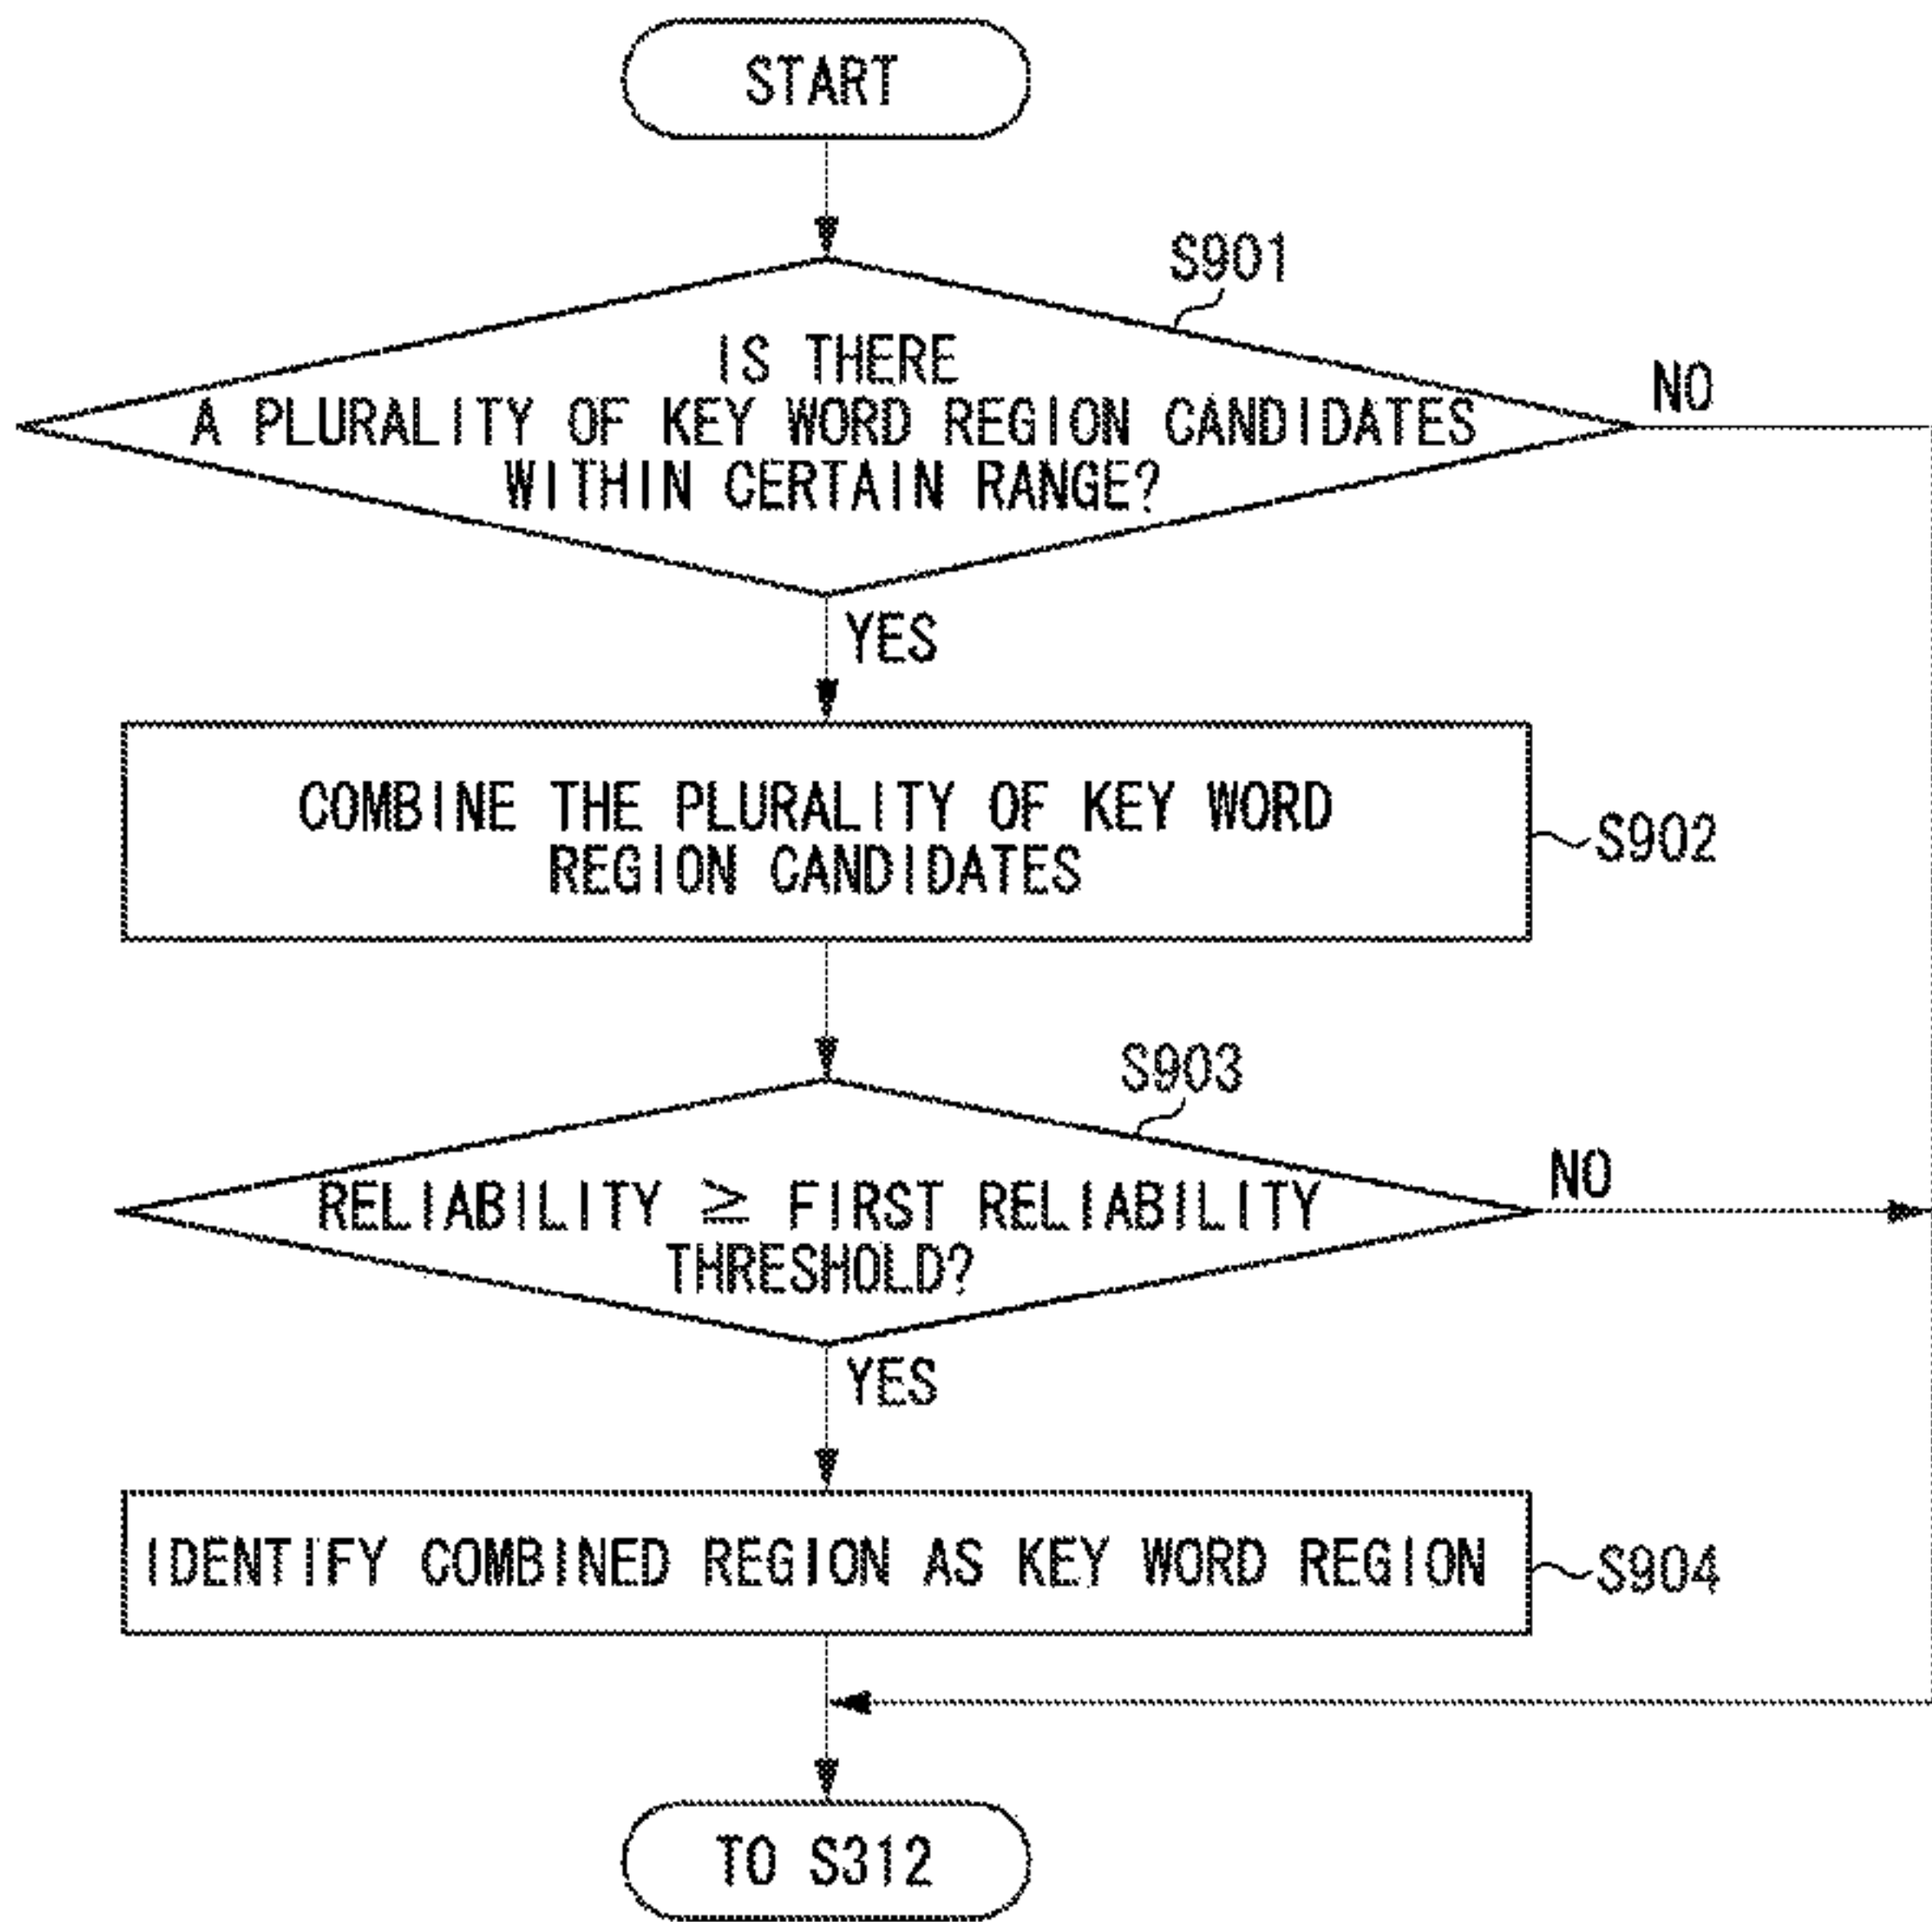 START
S901
IS THERE
A PLURALITY OF KEY WORD REGION CANDIDATES
WITHIN CERTAIN RANGE?
NO
YES
COMBINE THE PLURALITY OF KEY WORD
REGION CANDIDATES
S902
S903
RELIABILITY ≧ FIRST RELIABILITY
THRESHOLD?
NO
YES
IDENTIFY COMBINED REGION AS KEY WORD REGION
S904
TO S312